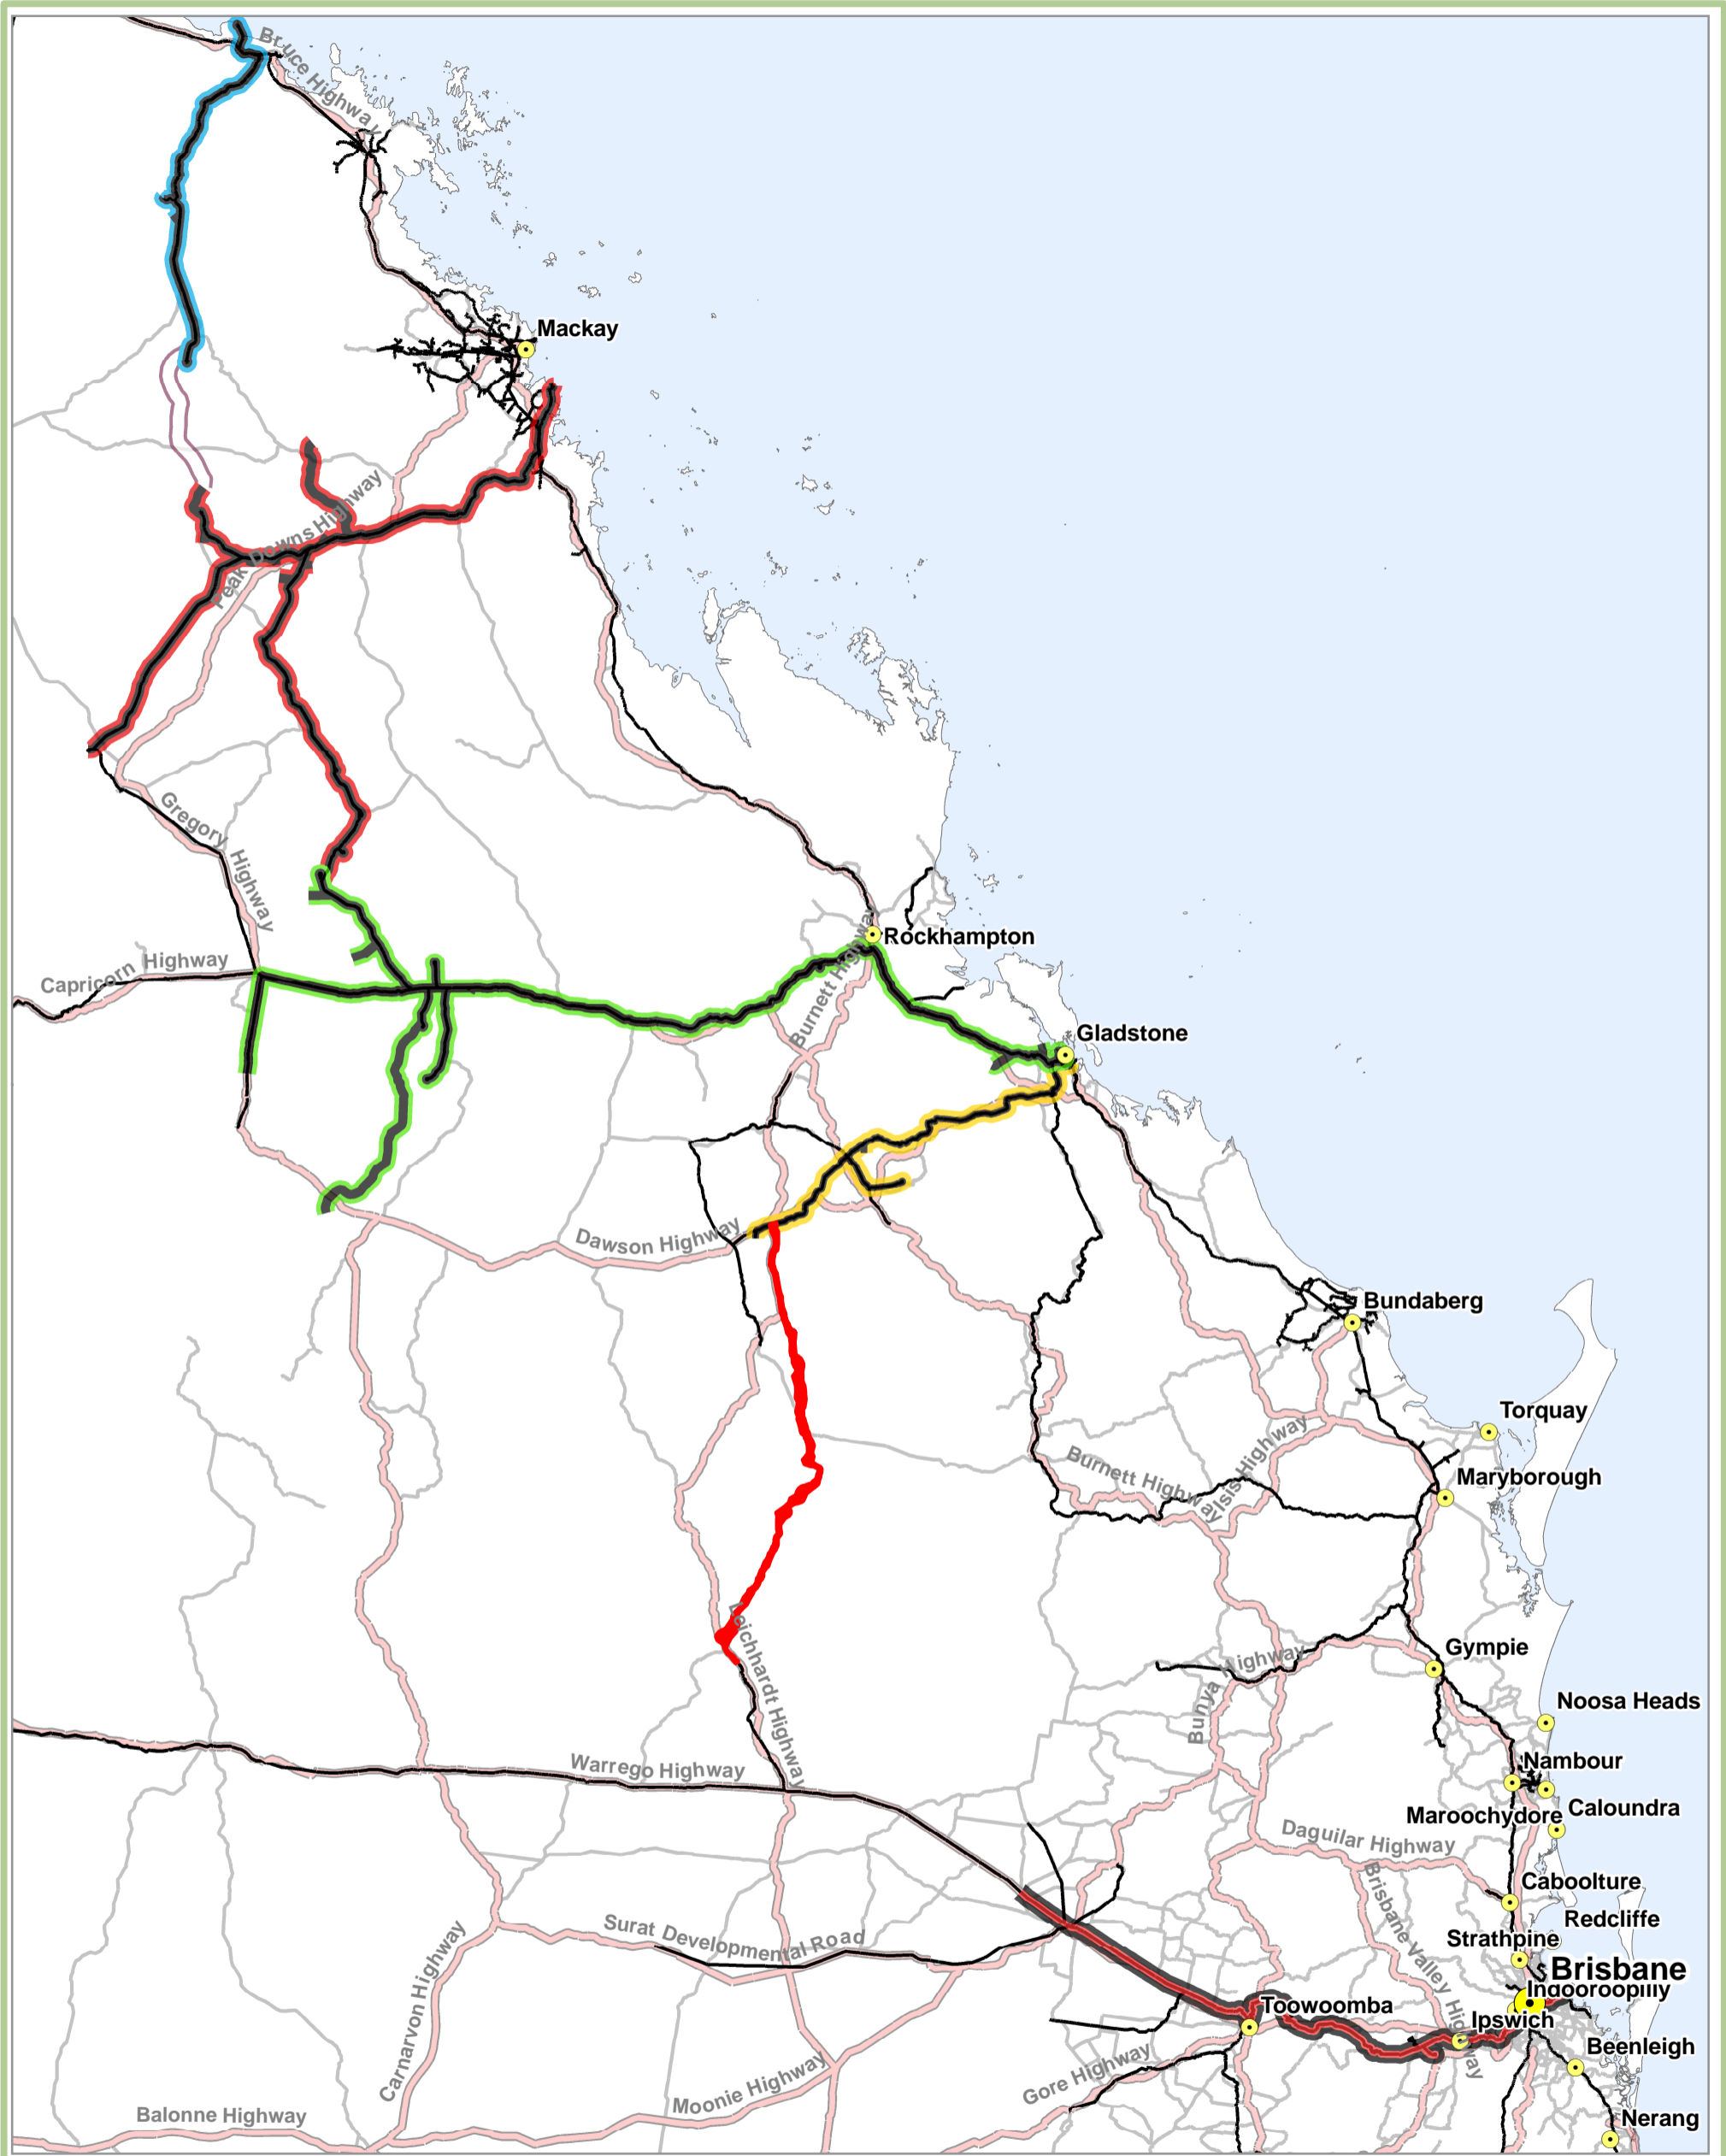 Bruce Highway
Mackay
Peak Downs Highway
Gregory Highway
Capricorn Highway
Rockhampton
Burnett Highway
Gladstone
Dawson Highway
Bundaberg
Torquay
Isis Highway
Burnett Highway
Maryborough
Leichhardt Highway
Gympie
Bunya Highway
Noosa Heads
Warrego Highway
Nambour
Maroochydore
Caloundra
Daguilar Highway
Caboolture
Brisbane Valley Highway
Redcliffe
Surat Developmental Road
Strathpine
Brisbane
Indooroopilly
Carnarvon Highway
Toowoomba
Ipswich
Beenleigh
Gore Highway
Moonie Highway
Balonne Highway
Nerang